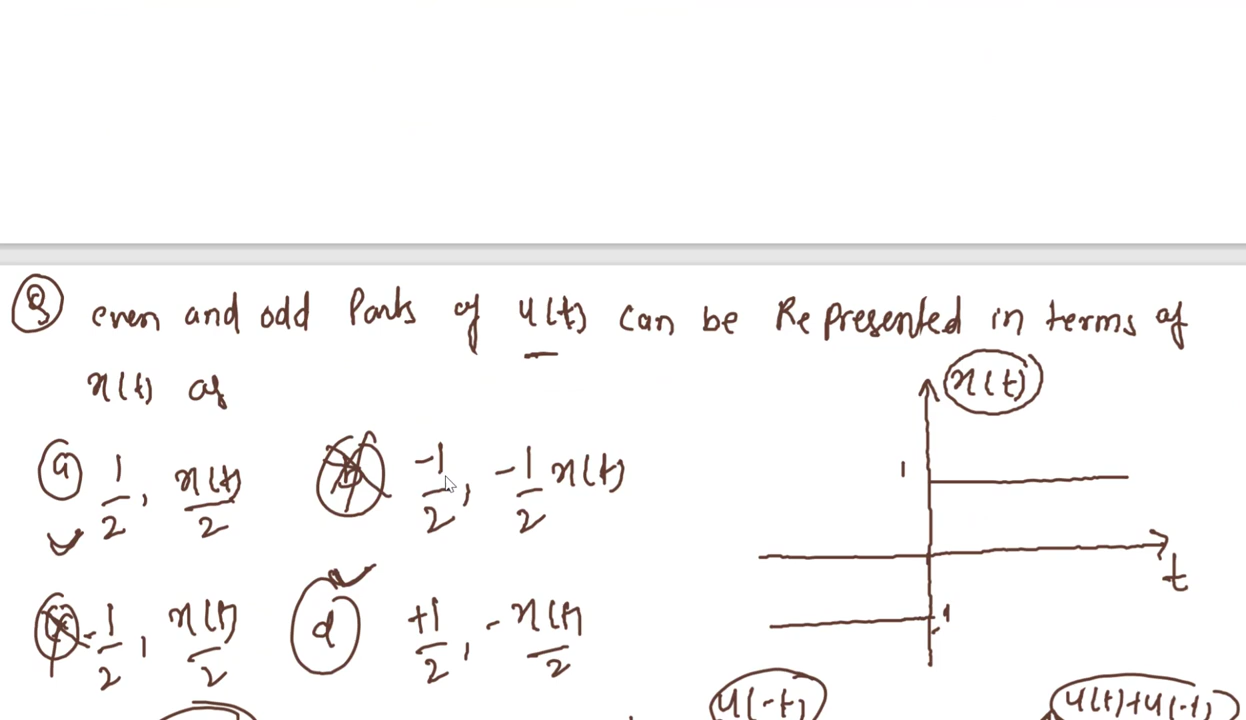 Q even and odd Parts of u(t) can be Represented in terms of
x(t) as
a 1/2, x(t)/2 b -1/2, -1/2 x(t)
c -1/2, x(t)/2 d +1/2, -x(t)/2
x(t)
1
t
-1
u(-t) u(t)+u(-t)